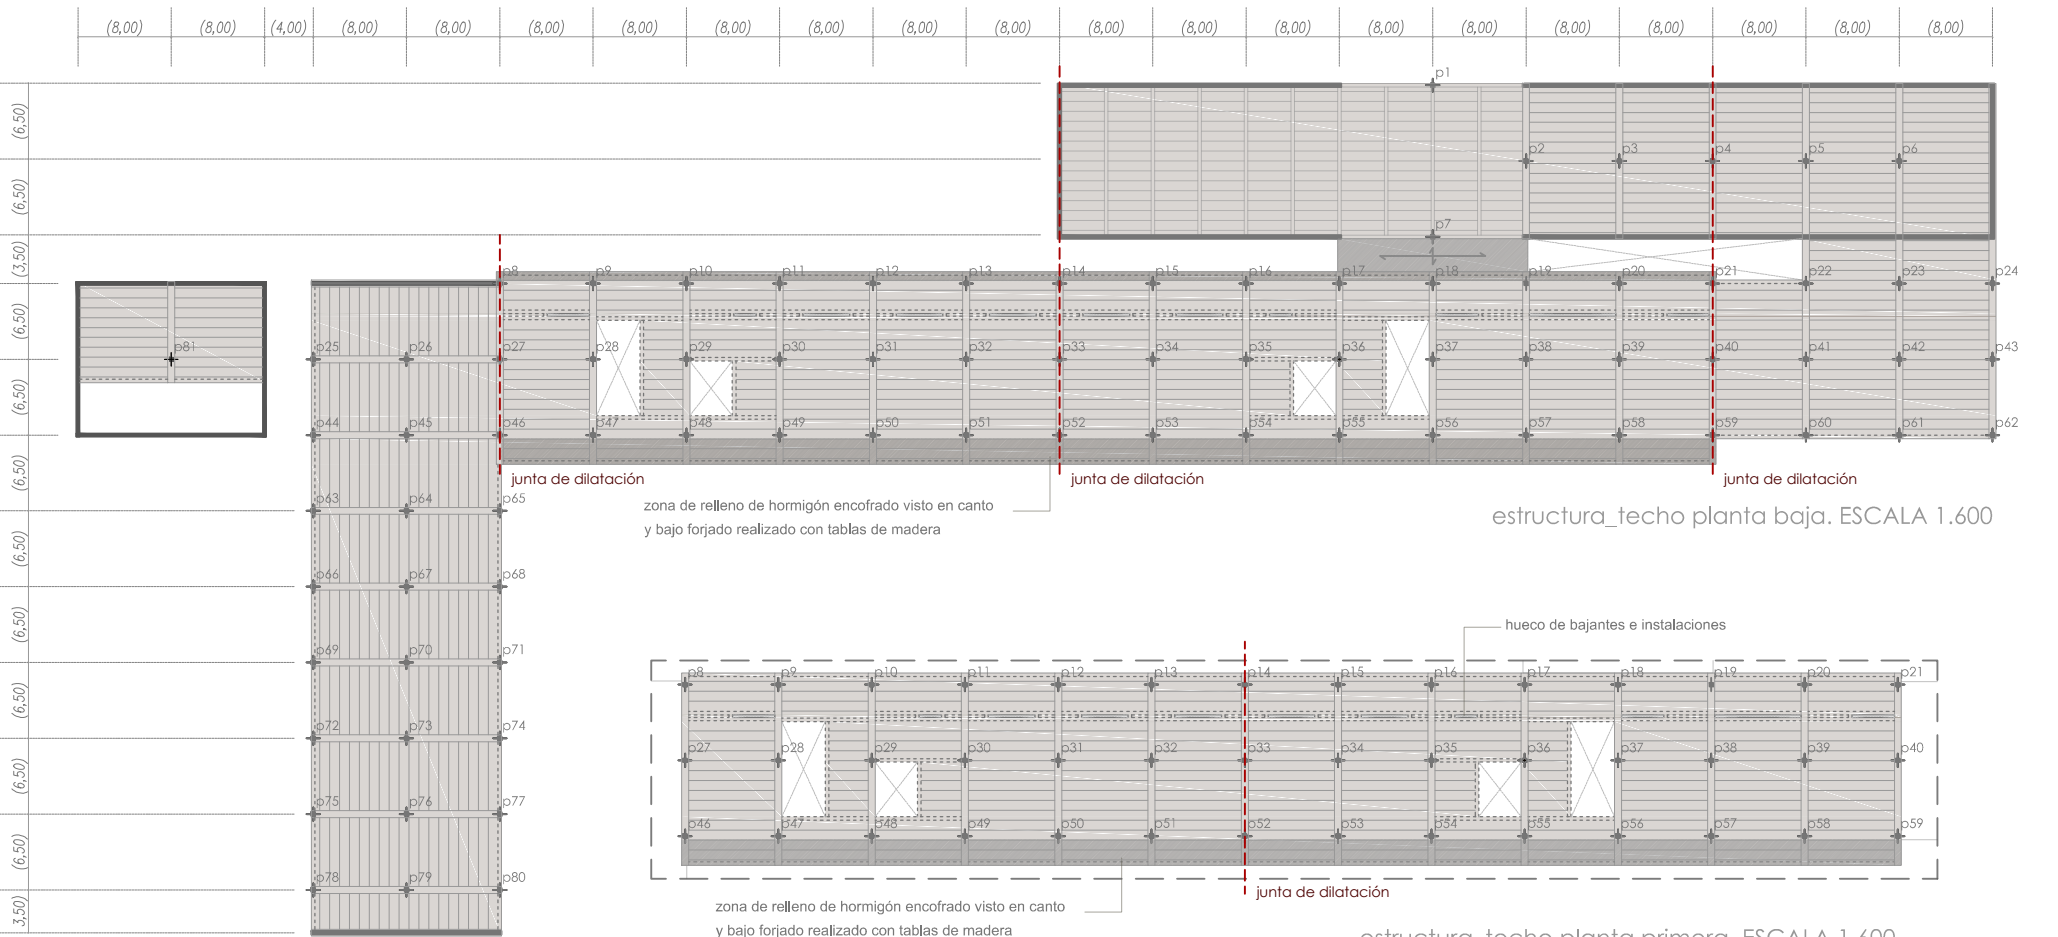 (8,00) (8,00) (4,00) (8,00) (8,00) (8,00) (8,00) (8,00) (8,00) (8,00) (8,00) (8,00) (8,00) (8,00) (8,00) (8,00) (8,00) (8,00) (8,00) (8,00) (8,00)
p1
(6,50)
p2 p3 p4 p5 p6
(6,50)
p7
(3,50)
p8 p9 p10 p11 p12 p13 p14 p15 p16 p17 p18 p19 p20 p21 p22 p23 p24
(6,50)
p81 p25 p26 p27 p28 p29 p30 p31 p32 p33 p34 p35 p36 p37 p38 p39 p40 p41 p42 p43
(6,50)
p44 p45 p46 p47 p48 p49 p50 p51 p52 p53 p54 p55 p56 p57 p58 p59 p60 p61 p62
(6,50)
junta de dilatación junta de dilatación junta de dilatación
p63 p64 p65
zona de relleno de hormigón encofrado visto en canto
y bajo forjado realizado con tablas de madera
estructura_techo planta baja. ESCALA 1.600
(6,50)
p66 p67 p68
(6,50)
hueco de bajantes e instalaciones
p69 p70 p71
p8 p9 p10 p11 p12 p13 p14 p15 p16 p17 p18 p19 p20 p21
(6,50)
p72 p73 p74
p27 p28 p29 p30 p31 p32 p33 p34 p35 p36 p37 p38 p39 p40
(6,50)
p75 p76 p77
p46 p47 p48 p49 p50 p51 p52 p53 p54 p55 p56 p57 p58 p59
(6,50)
p78 p79 p80
junta de dilatación
3,50)
zona de relleno de hormigón encofrado visto en canto
y bajo forjado realizado con tablas de madera
estructura_techo planta primera. ESCALA 1.600